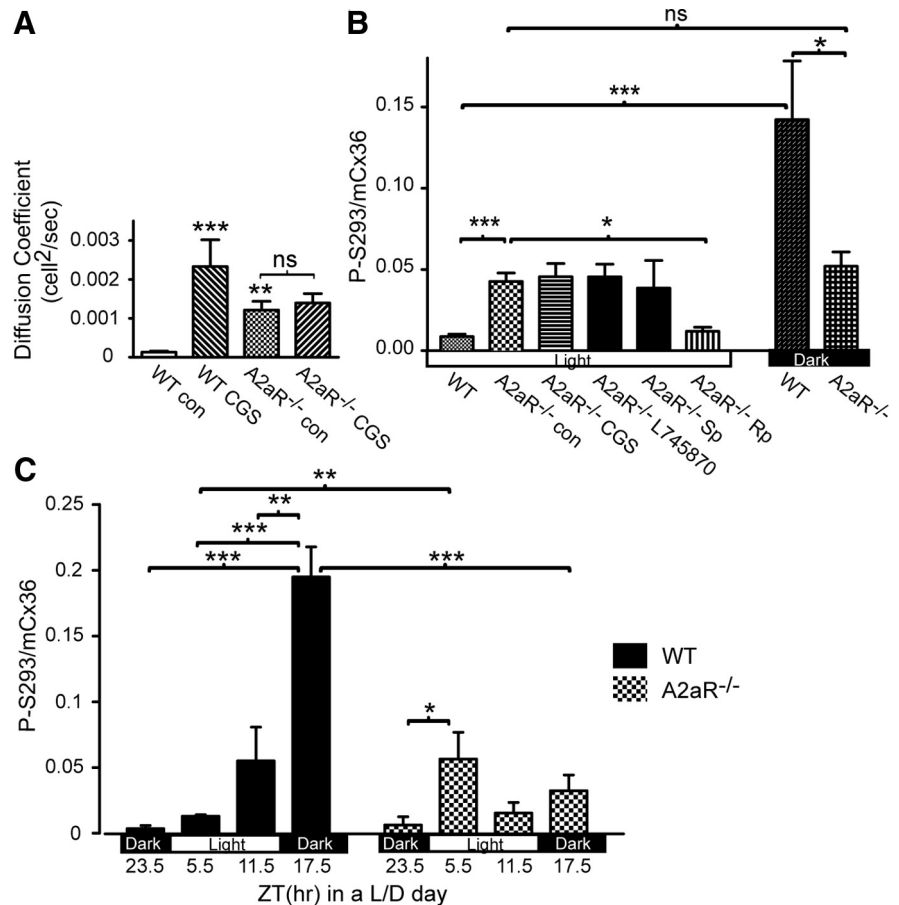 A
Diffusion Coefficient
(cell²/sec)
0.003
0.002
0.001
0
***
**
ns
WT con
WT CGS
A2aR-/- con
A2aR-/- CGS
B
P-S293/mCx36
0.15
0.10
0.05
0.00
ns
*
***
***
*
Light
Dark
WT
A2aR-/- con
A2aR-/- CGS
A2aR-/- L745870
A2aR-/- Sp
A2aR-/- Rp
WT
A2aR-/-
C
P-S293/mCx36
0.25
0.2
0.15
0.1
0.05
0
**
**
***
***
***
*
WT
A2aR-/-
Dark Light Dark Dark Light Dark
23.5 5.5 11.5 17.5 23.5 5.5 11.5 17.5
ZT(hr) in a L/D day